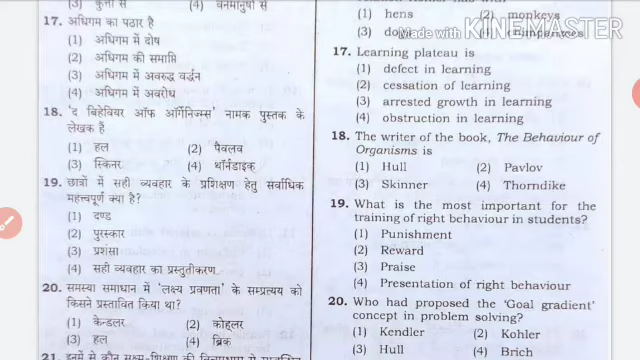 (3) कुत्तों से (4) वनमानुषों से
17. अधिगम का पठार है
(1) अधिगम में दोष
(2) अधिगम की समाप्ति
(3) अधिगम में अवरुद्ध वर्द्धन
(4) अधिगम में अवरोध
18. 'द बिहेवियर ऑफ ऑर्गेनिज्म्स' नामक पुस्तक के
लेखक हैं
(1) हल (2) पैवलव
(3) स्किनर (4) थॉर्नडाइक
19. छात्रों में सही व्यवहार के प्रशिक्षण हेतु सर्वाधिक
महत्त्वपूर्ण क्या है?
(1) दण्ड
(2) पुरस्कार
(3) प्रशंसा
(4) सही व्यवहार का प्रस्तुतीकरण
20. समस्या समाधान में 'लक्ष्य प्रवणता' के सम्प्रत्यय को
किसने प्रस्तावित किया था?
(1) केन्डलर (2) कोहलर
(3) हल (4) ब्रिक
21. इनमें से कौन सूक्ष्म-शिक्षण की
(1) hens (2) monkeys
(3) (4) chimpanzees
Made with KINEMASTER
17. Learning plateau is
(1) defect in learning
(2) cessation of learning
(3) arrested growth in learning
(4) obstruction in learning
18. The writer of the book, The Behaviour of
Organisms is
(1) Hull (2) Pavlov
(3) Skinner (4) Thorndike
19. What is the most important for the
training of right behaviour in students?
(1) Punishment
(2) Reward
(3) Praise
(4) Presentation of right behaviour
20. Who had proposed the 'Goal gradient'
concept in problem solving?
(1) Kendler (2) Kohler
(3) Hull (4) Brich